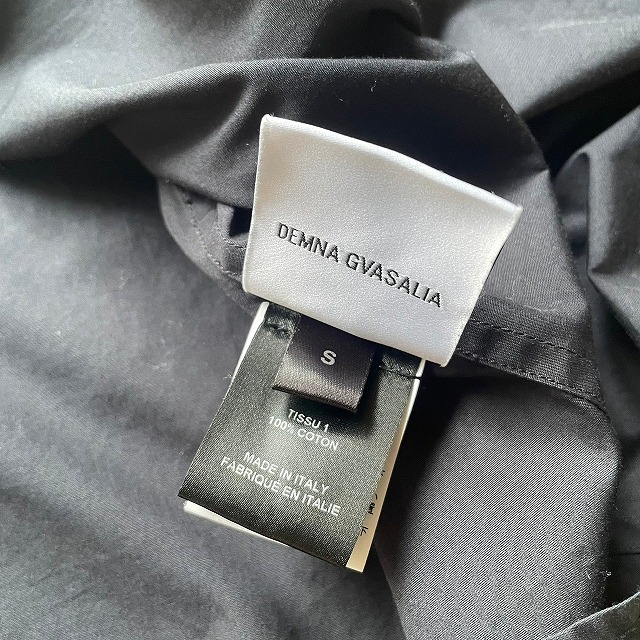 DEMNA GVASALIA
S
TISSU 1
100% COTON
MADE IN ITALY
FABRIQUE EN ITALIE